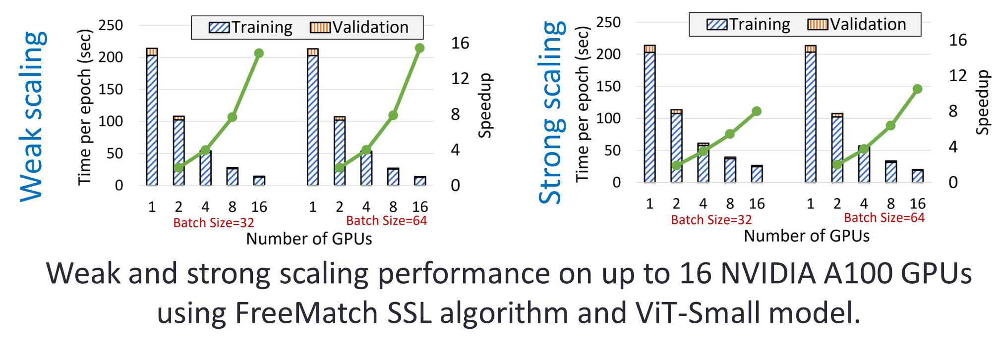 Weak scaling
Time per epoch (sec)
250
200
150
100
50
0
Training Validation
16
12
8
4
0
Speedup
1 2 4 8 16 1 2 4 8 16
Batch Size=32 Batch Size=64
Number of GPUs
Strong scaling
Time per epoch (sec)
250
200
150
100
50
0
Training Validation
16
12
8
4
0
Speedup
1 2 4 8 16 1 2 4 8 16
Batch Size=32 Batch Size=64
Number of GPUs
Weak and strong scaling performance on up to 16 NVIDIA A100 GPUs
using FreeMatch SSL algorithm and ViT-Small model.